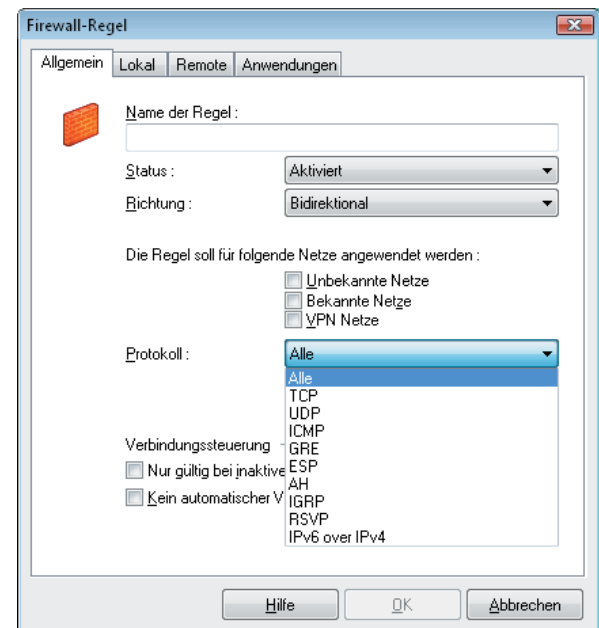 Firewall-Regel
Allgemein Lokal Remote Anwendungen
Name der Regel :
Status : Aktiviert
Richtung : Bidirektional
Die Regel soll für folgende Netze angewendet werden :
Unbekannte Netze
Bekannte Netze
VPN Netze
Protokoll : Alle
Alle
TCP
UDP
ICMP
GRE
ESP
AH
IGRP
RSVP
IPv6 over IPv4
Verbindungssteuerung
Nur gültig bei inaktive
Kein automatischer V
Hilfe OK Abbrechen